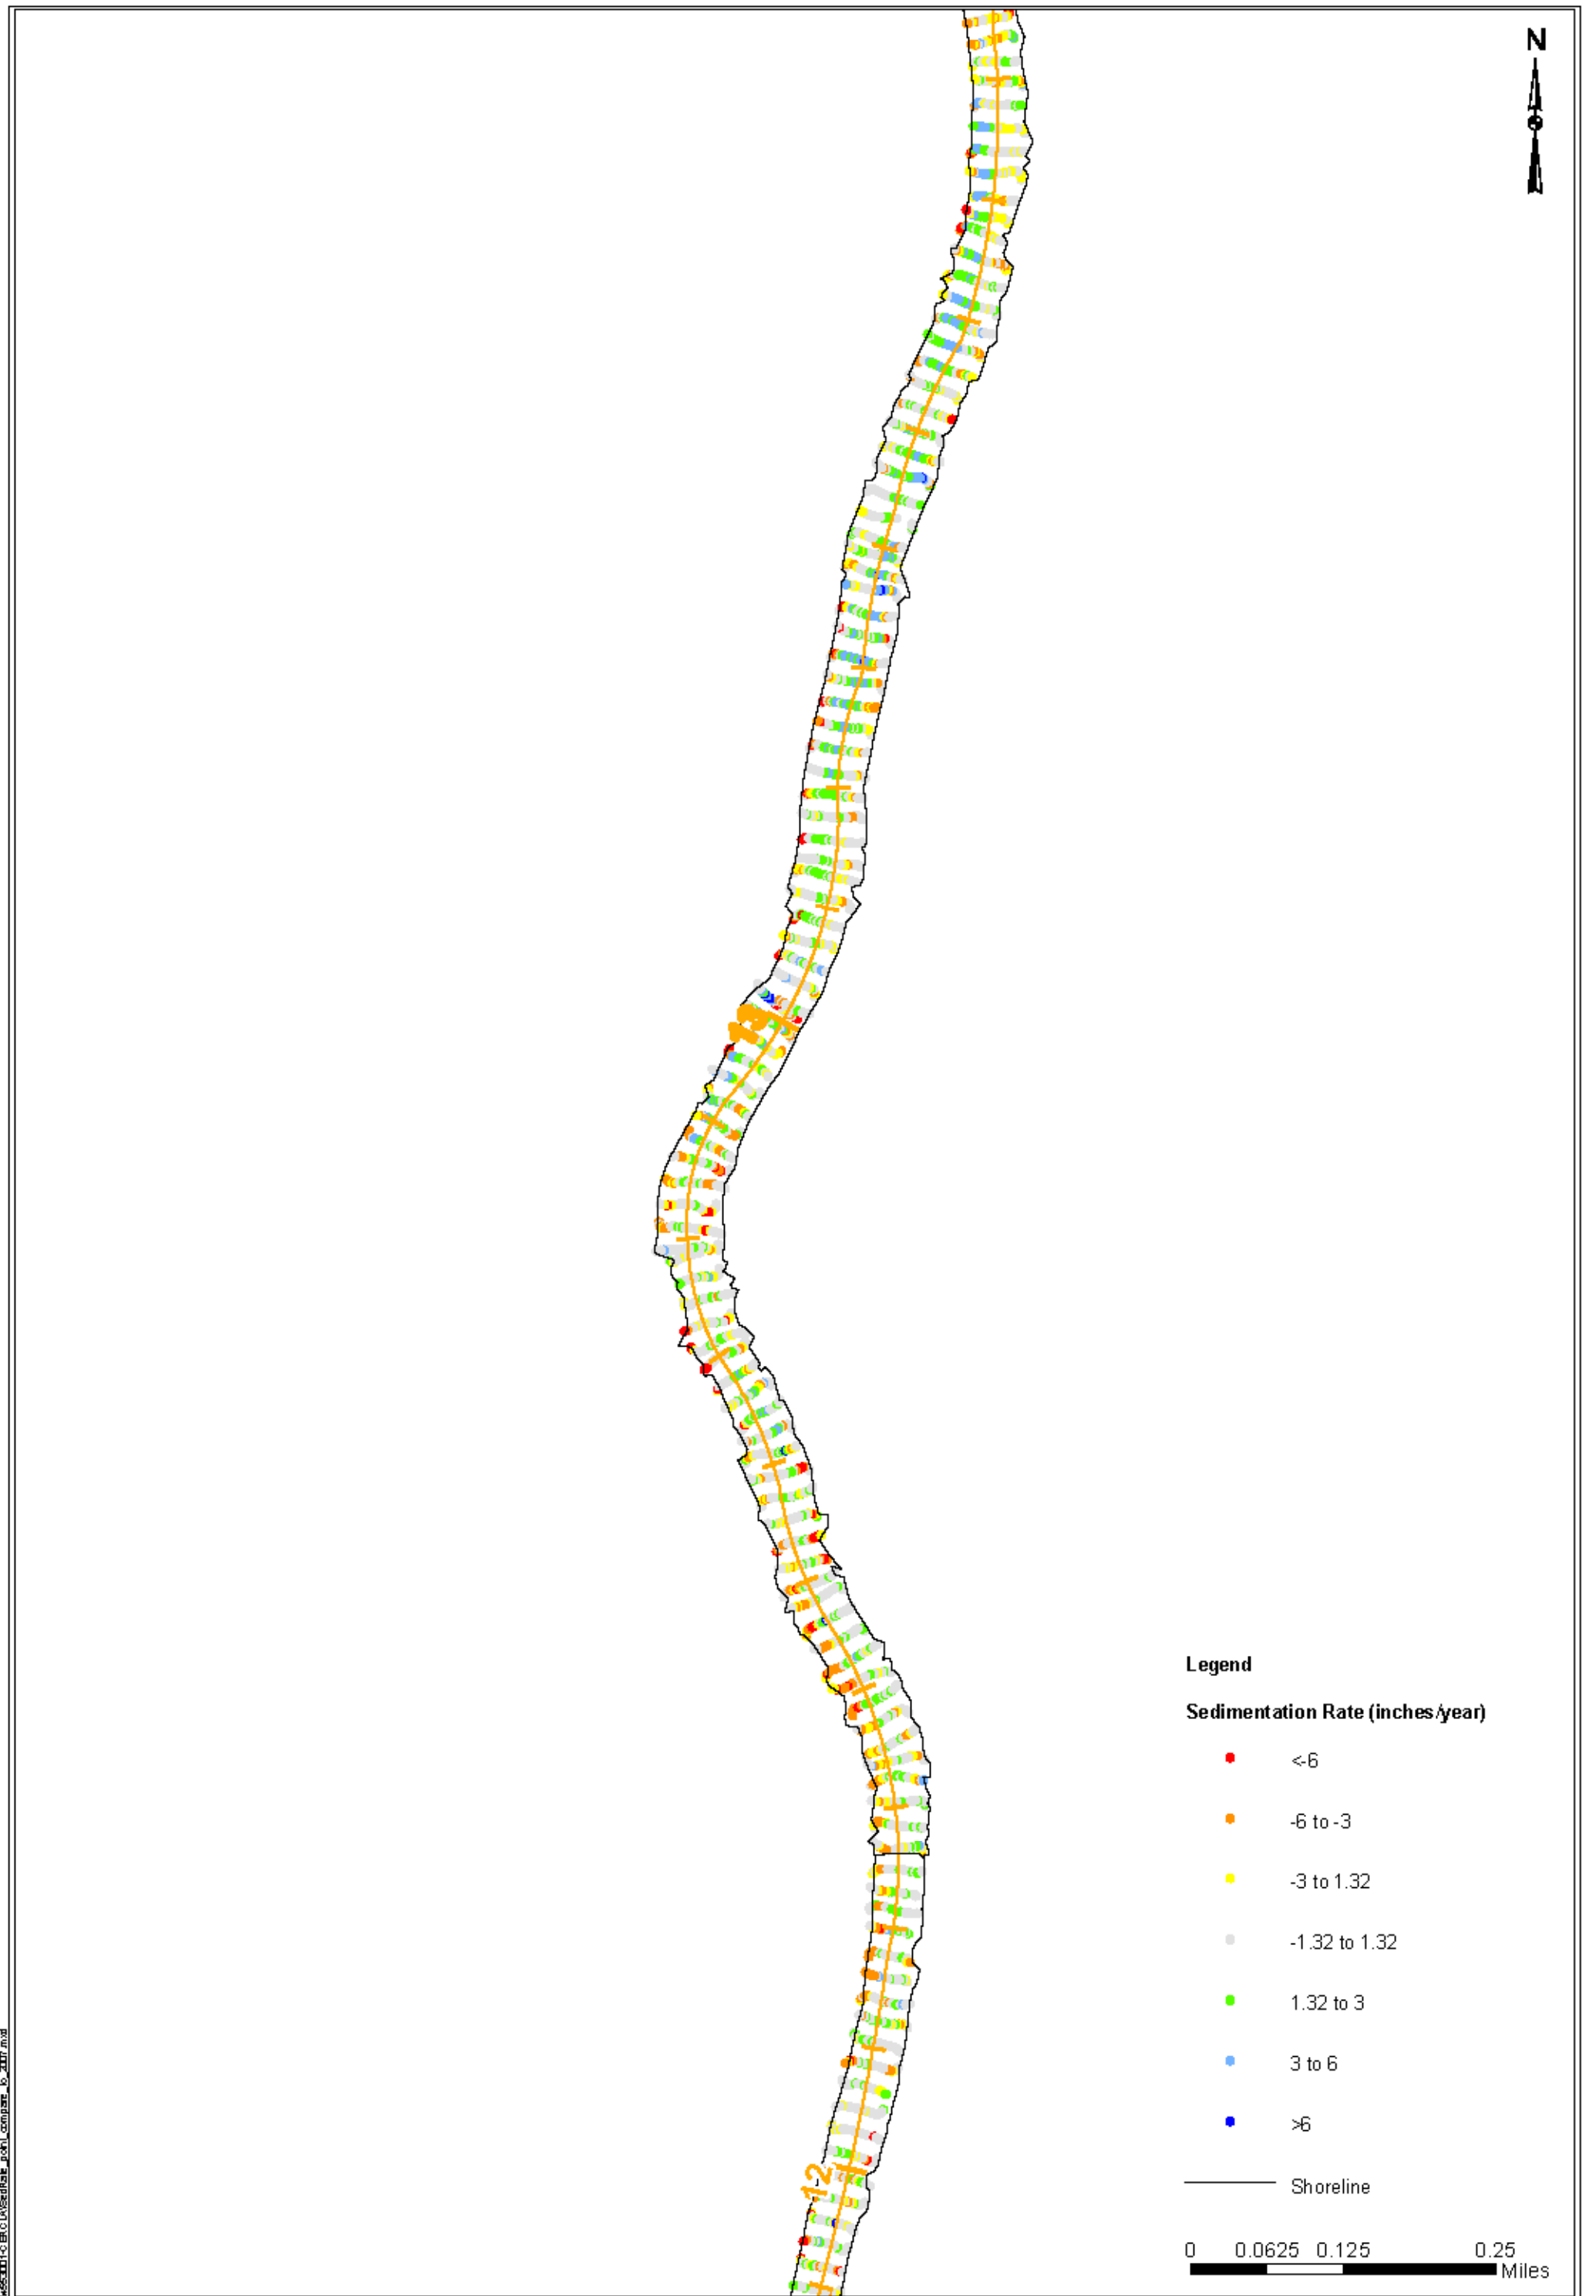 N
13
12
Legend
Sedimentation Rate (inches/year)
<-6
-6 to -3
-3 to 1.32
-1.32 to 1.32
1.32 to 3
3 to 6
>6
Shoreline
0 0.0625 0.125 0.25
Miles